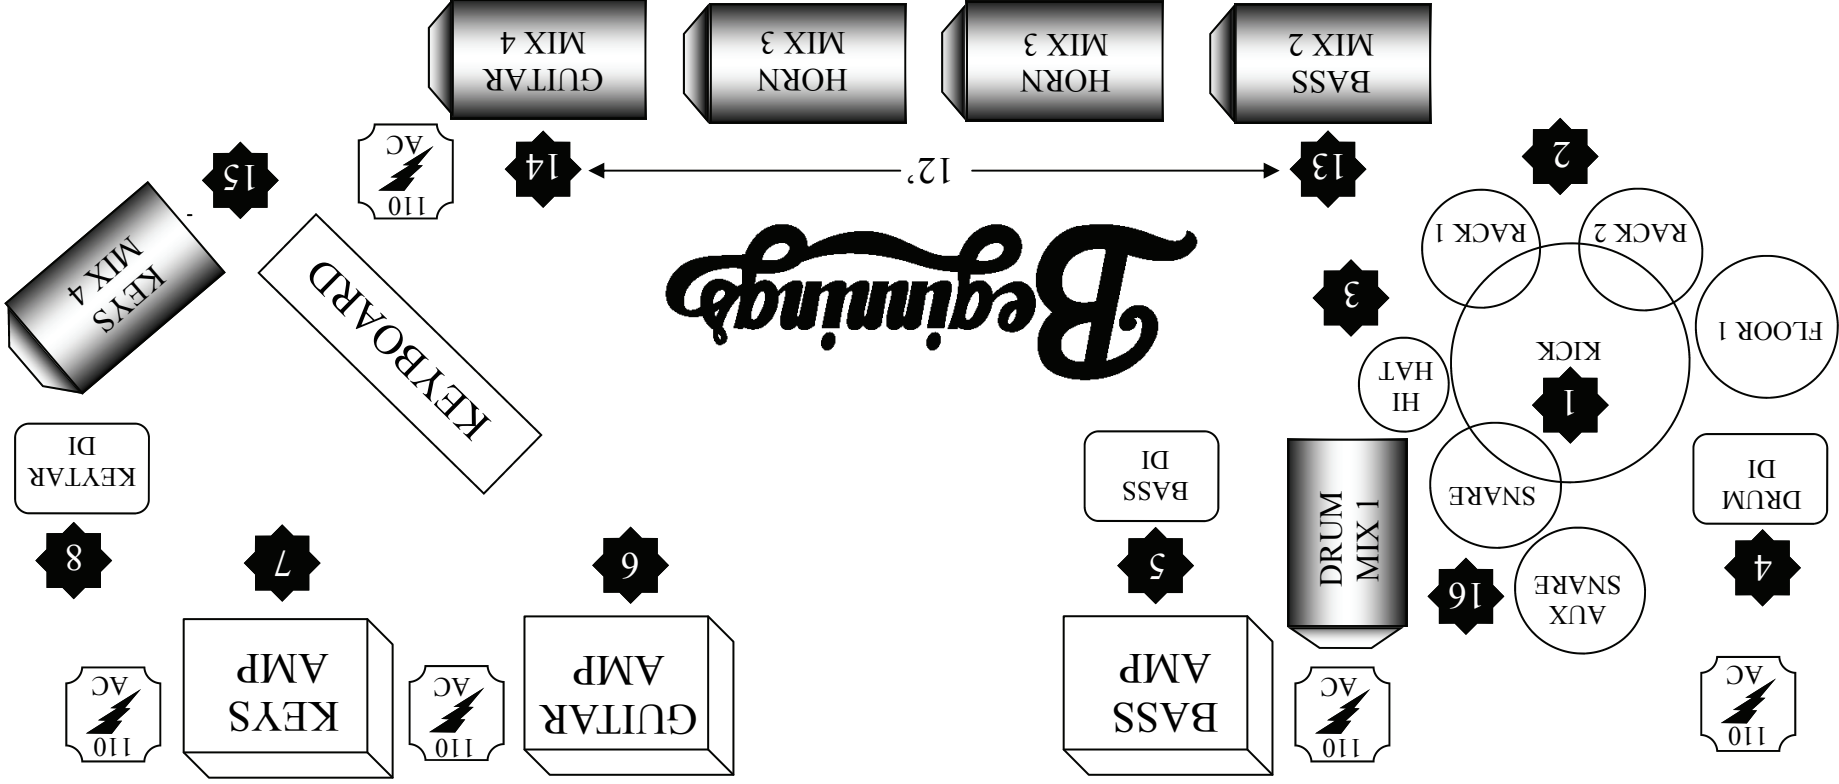 110
AC
110
AC
BASS
AMP
GUITAR
AMP
110
AC
KEYS
AMP
110
AC
4
AUX
SNARE
16
DRUM
MIX 1
5
6
7
8
DRUM
DI
SNARE
BASS
DI
KEYTAR
DI
1
KICK
HI
HAT
FLOOR 1
RACK 2
RACK 1
3
Beginnings
KEYBOARD
KEYS
MIX 4
2
13
12’
14
110
AC
15
BASS
MIX 2
HORN
MIX 3
HORN
MIX 3
GUITAR
MIX 4